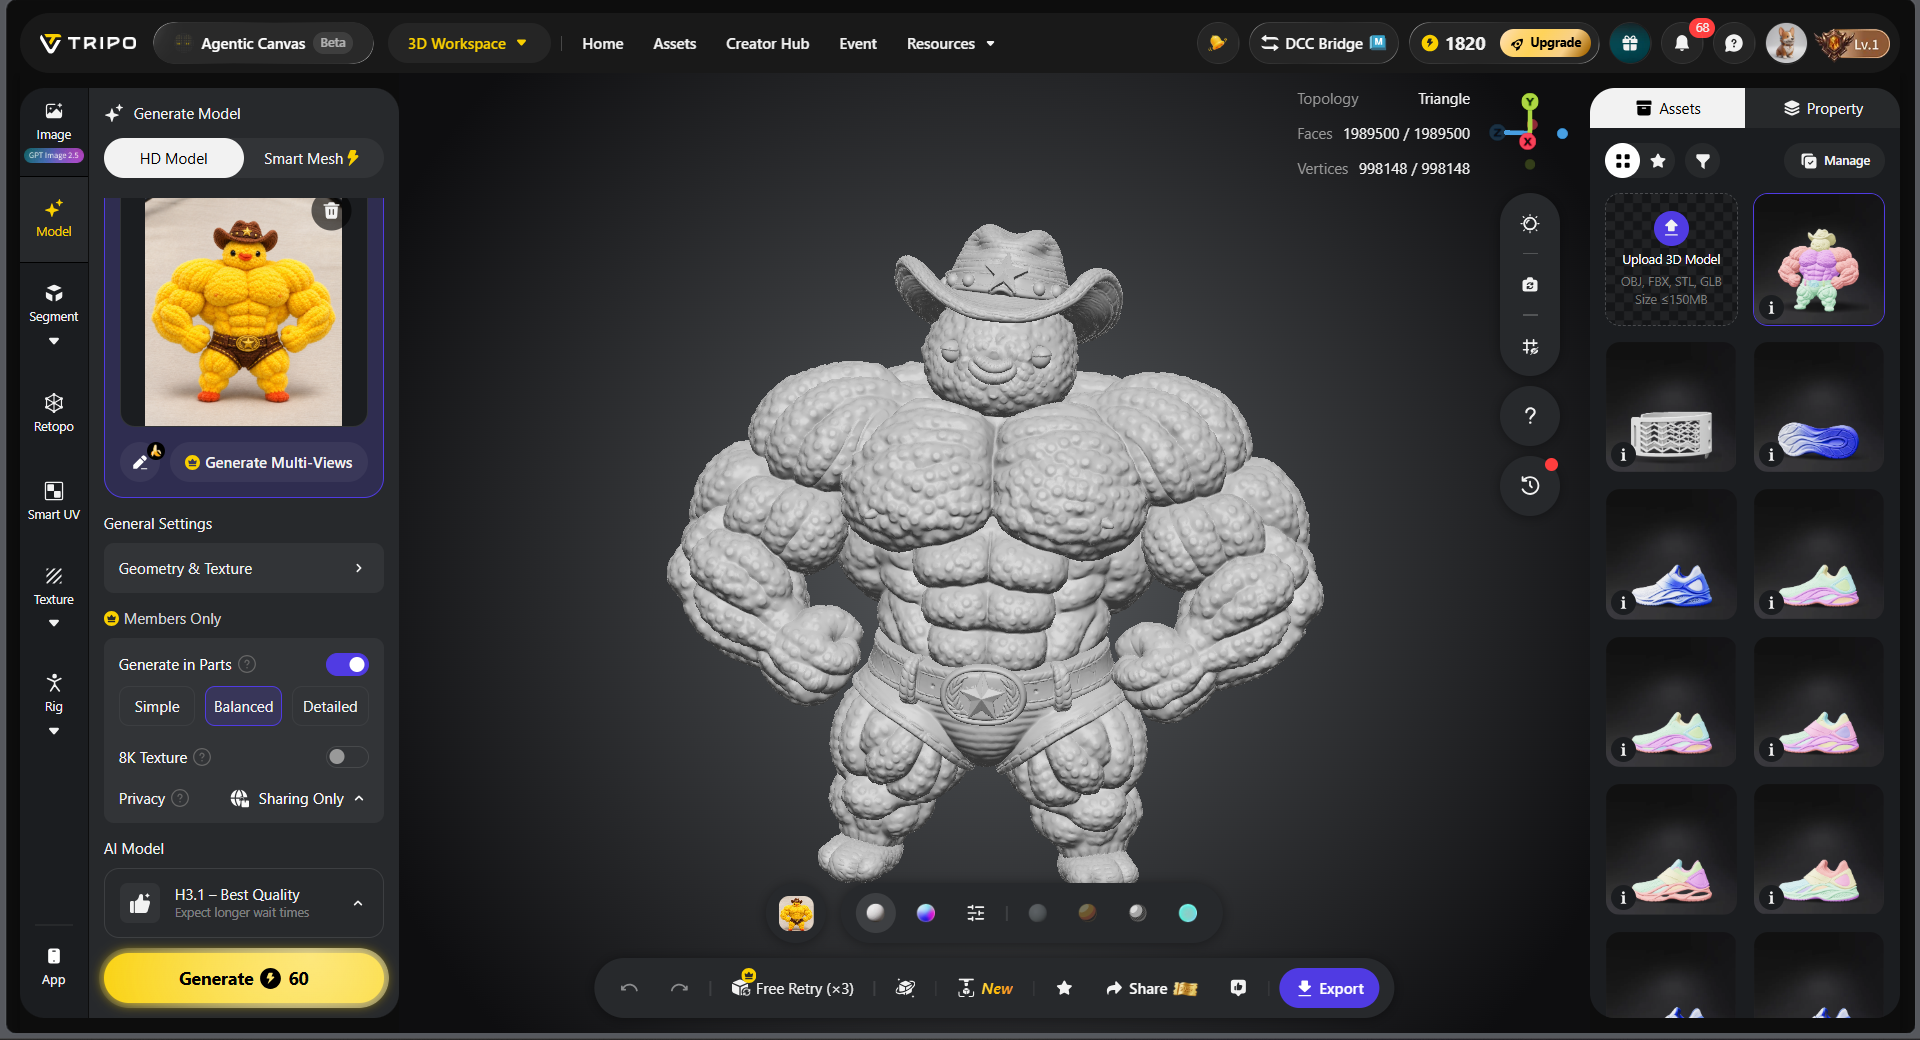 TRIPO
Agentic Canvas Beta
3D Workspace
Home
Assets
Creator Hub
Event
Resources
DCC Bridge M
1820
Upgrade
68
Lv.1
Image
GPT Image 2.5
Model
Segment
Retopo
Smart UV
Texture
Rig
App
Generate Model
HD Model
Smart Mesh
Generate Multi-Views
General Settings
Geometry & Texture
Members Only
Generate in Parts ?
Simple
Balanced
Detailed
8K Texture ?
Privacy ?
Sharing Only
AI Model
H3.1 – Best Quality
Expect longer wait times
Generate 60
Topology Triangle
Faces 1989500 / 1989500
Vertices 998148 / 998148
Y
Z
X
?
Free Retry (×3)
New
Share
Export
Assets
Property
Manage
Upload 3D Model
OBJ, FBX, STL, GLB
Size ≤150MB